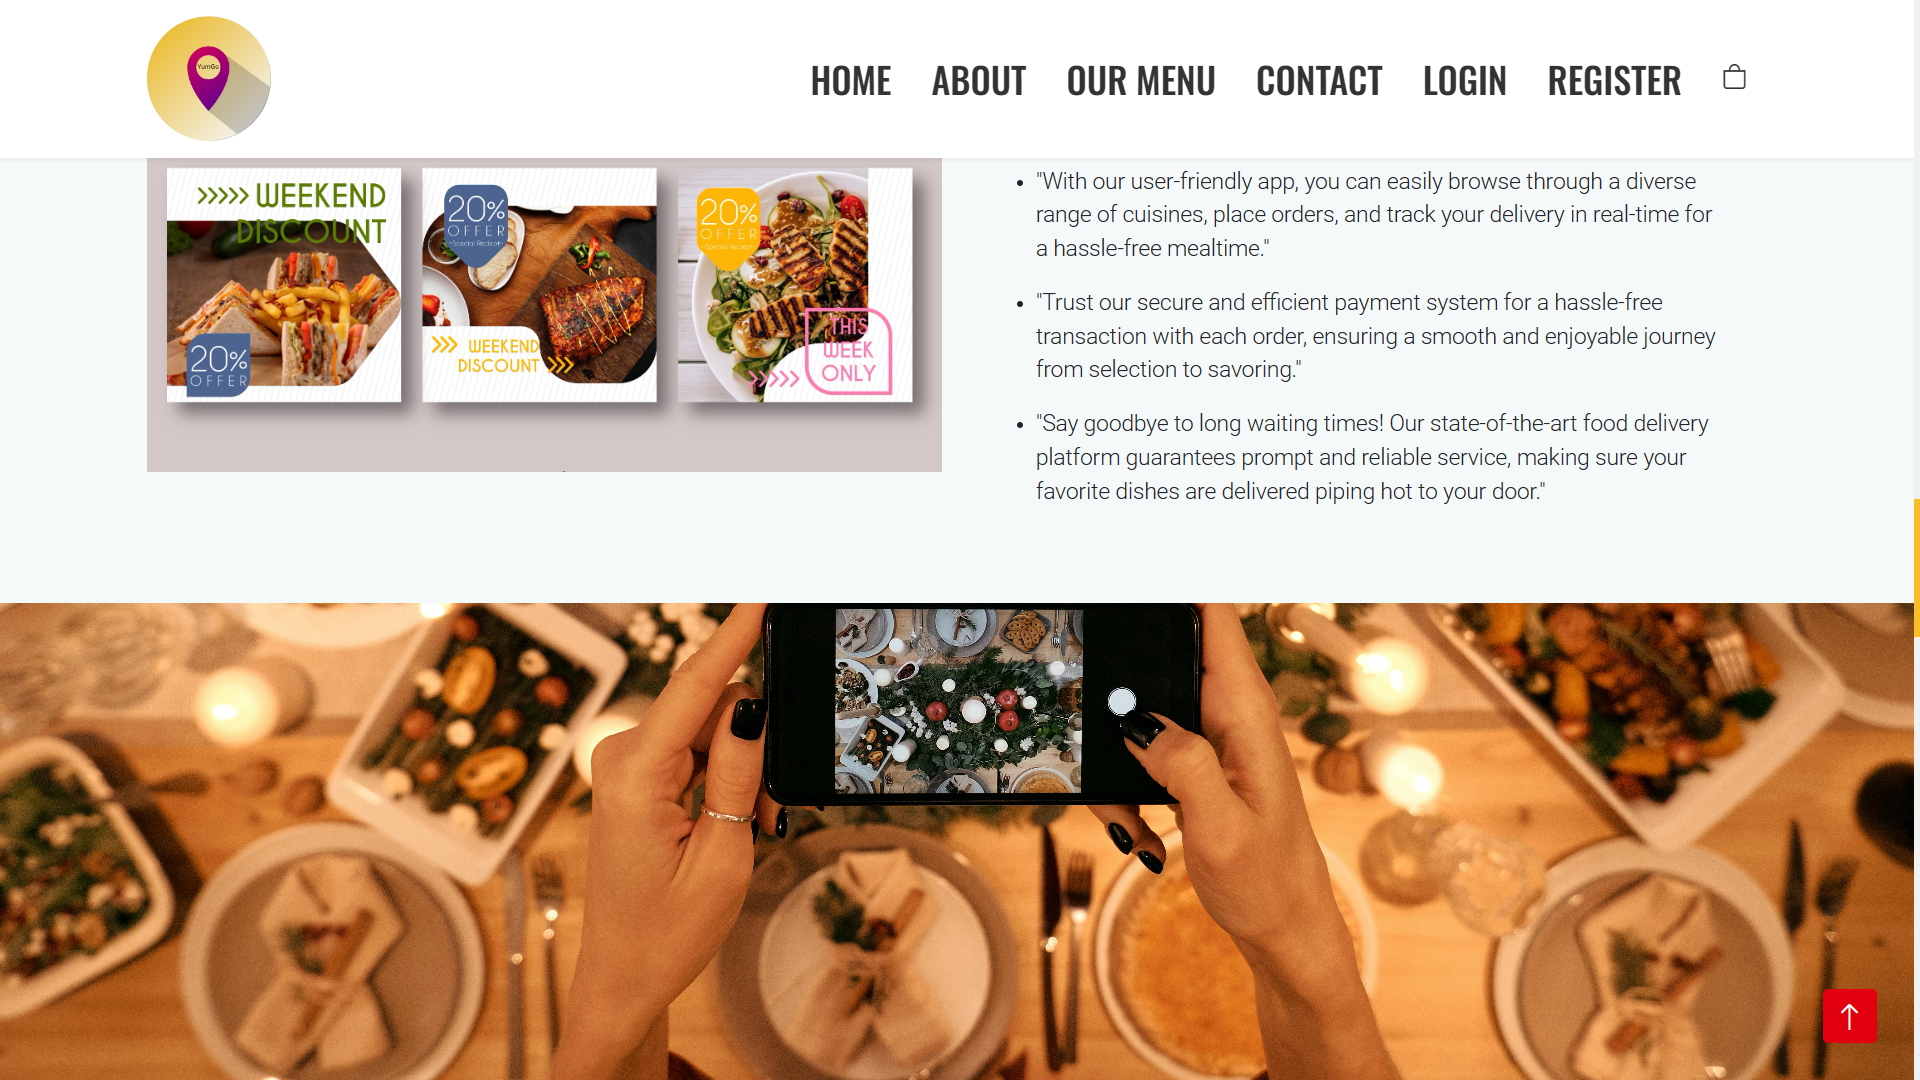 YumGo
HOME ABOUT OUR MENU CONTACT LOGIN REGISTER
>>>>> WEEKEND
DISCOUNT
20%
OFFER
20%
OFFER
>>> WEEKEND
DISCOUNT >>>
20%
OFFER
THIS
WEEK
>>>>> ONLY
"With our user-friendly app, you can easily browse through a diverse
range of cuisines, place orders, and track your delivery in real-time for
a hassle-free mealtime."
"Trust our secure and efficient payment system for a hassle-free
transaction with each order, ensuring a smooth and enjoyable journey
from selection to savoring."
"Say goodbye to long waiting times! Our state-of-the-art food delivery
platform guarantees prompt and reliable service, making sure your
favorite dishes are delivered piping hot to your door."